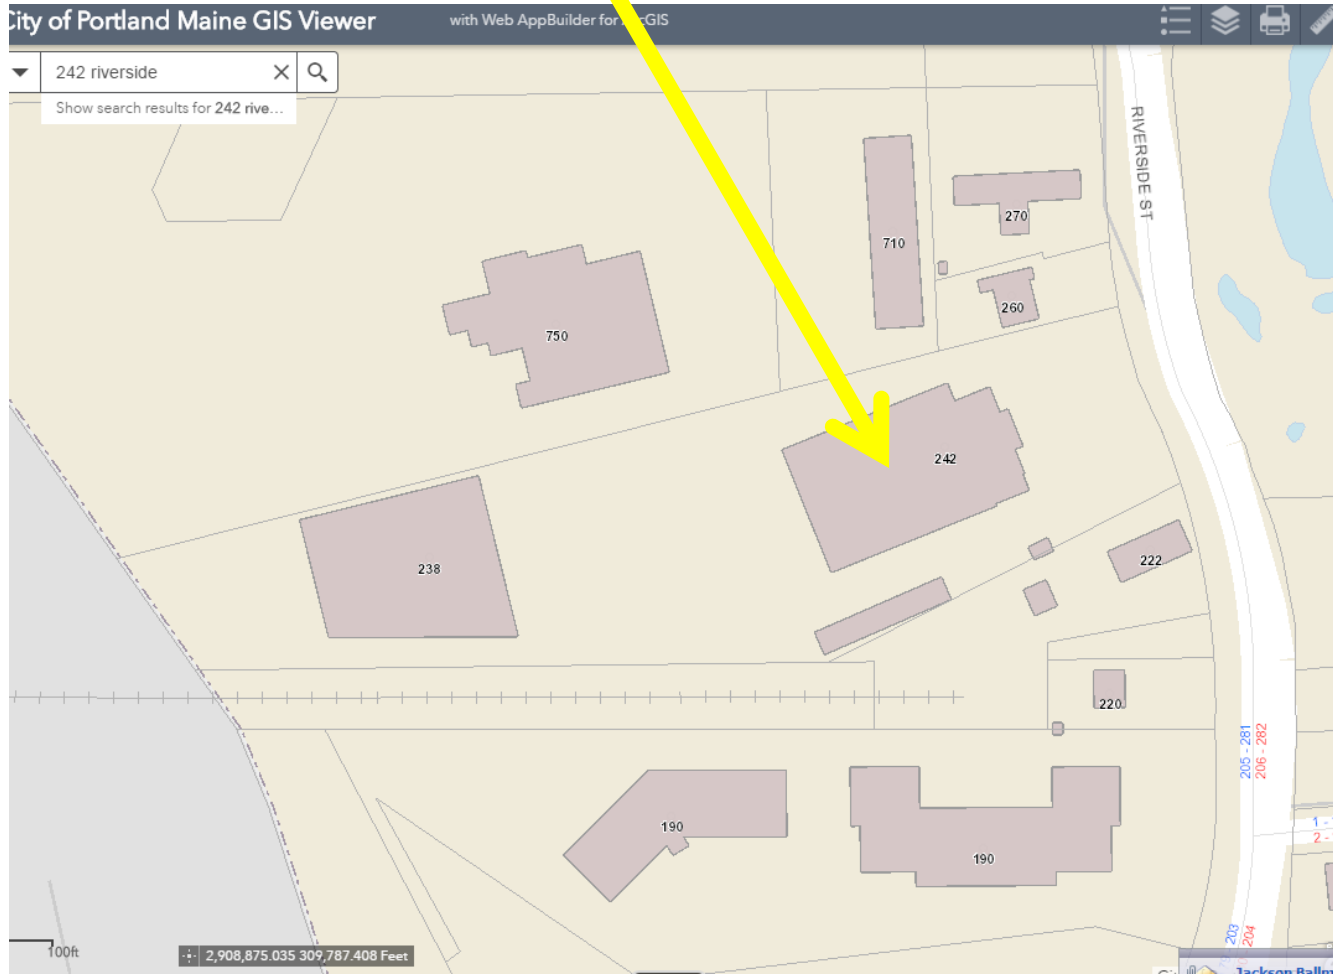 City of Portland Maine GIS Viewer
with Web AppBuilder for ArcGIS
242 riverside
Show search results for 242 rive...
RIVERSIDE ST
270
710
260
750
242
238
222
220
205 - 281
206 - 282
190
190
203
204
100ft
2,908,875.035 309,787.408 Feet
Jackson